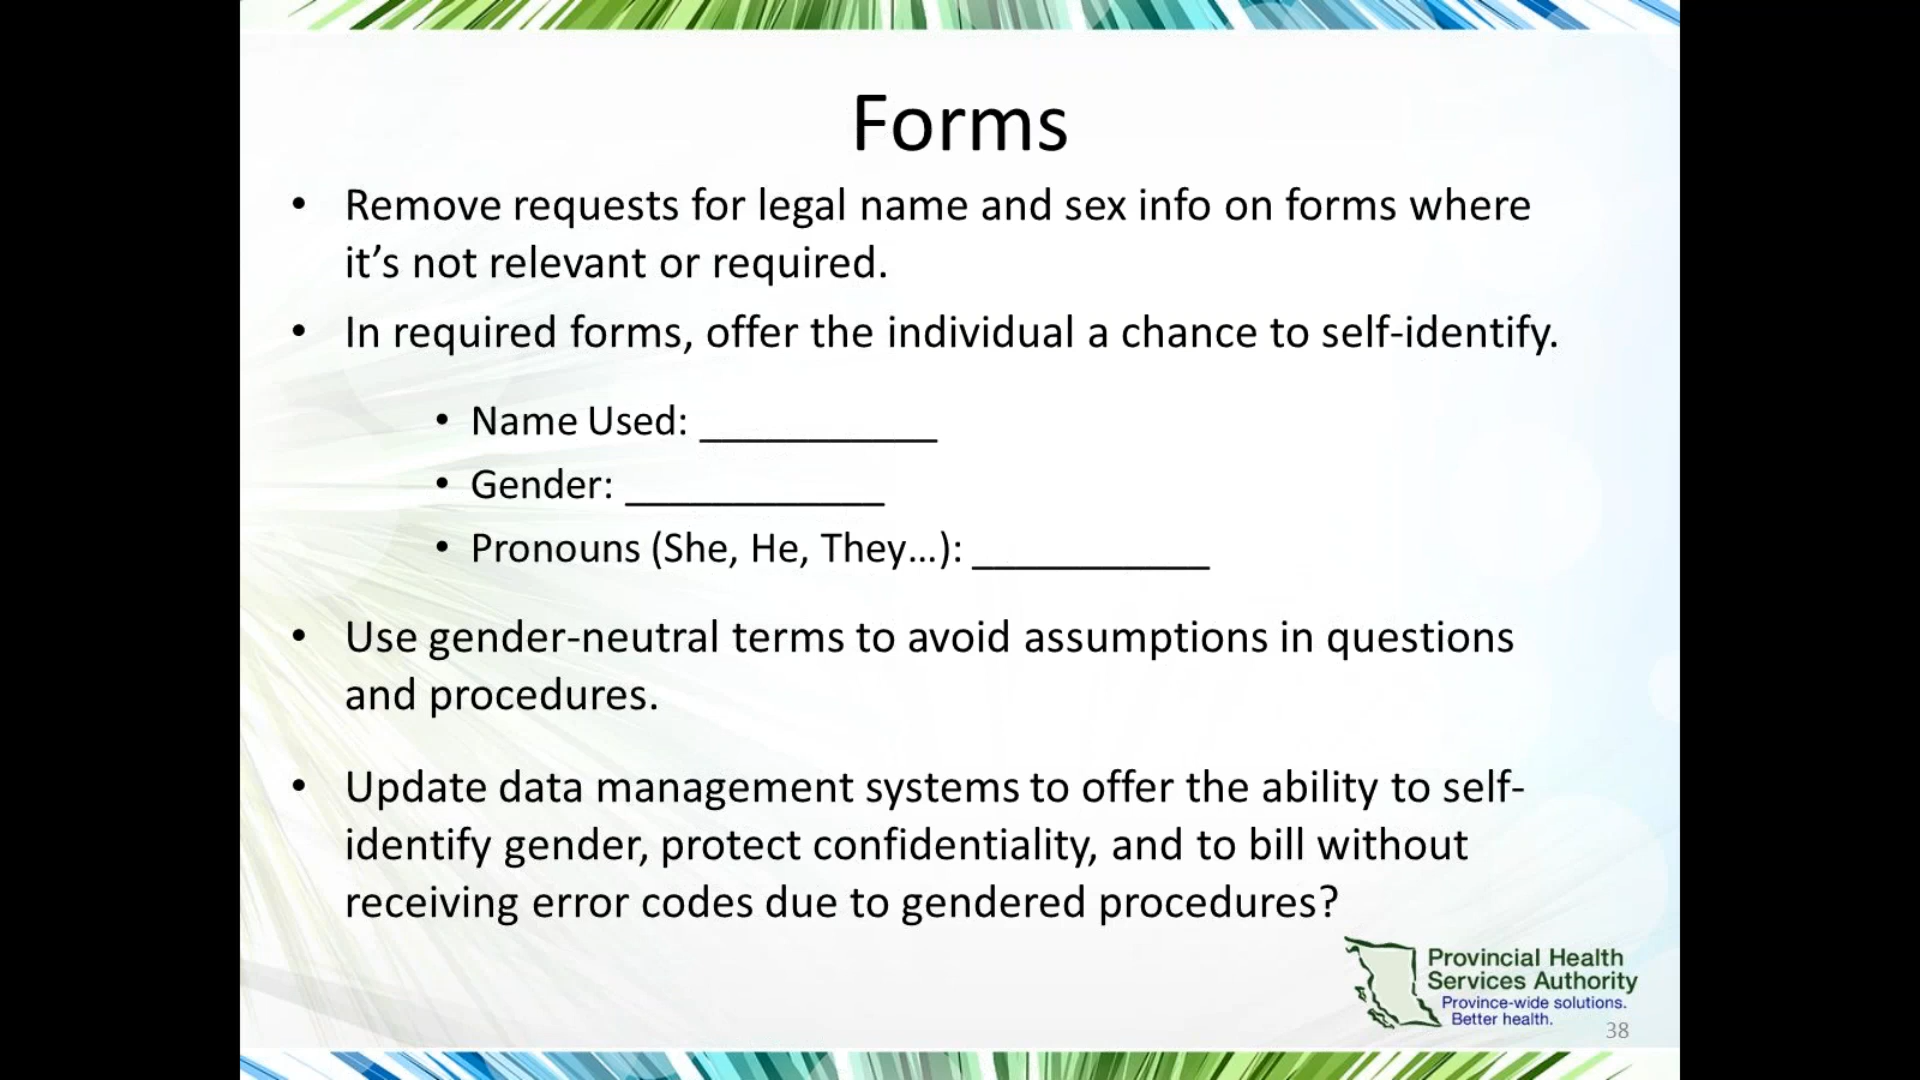 Forms
• Remove requests for legal name and sex info on forms where
it’s not relevant or required.
• In required forms, offer the individual a chance to self-identify.
• Name Used: ___________
• Gender: ____________
• Pronouns (She, He, They…): ___________
• Use gender-neutral terms to avoid assumptions in questions
and procedures.
• Update data management systems to offer the ability to self-
identify gender, protect confidentiality, and to bill without
receiving error codes due to gendered procedures?
Provincial Health
Services Authority
Province-wide solutions.
Better health.
38